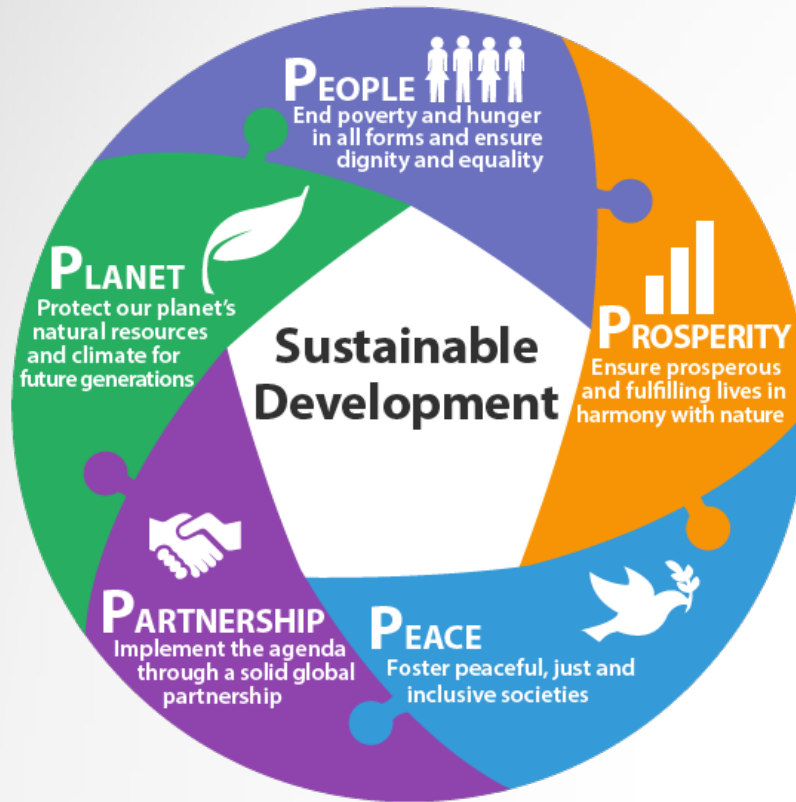 PEOPLE
End poverty and hunger
in all forms and ensure
dignity and equality
PROSPERITY
Ensure prosperous
and fulfilling lives in
harmony with nature
PEACE
Foster peaceful, just and
inclusive societies
PARTNERSHIP
Implement the agenda
through a solid global
partnership
PLANET
Protect our planet's
natural resources
and climate for
future generations
Sustainable
Development